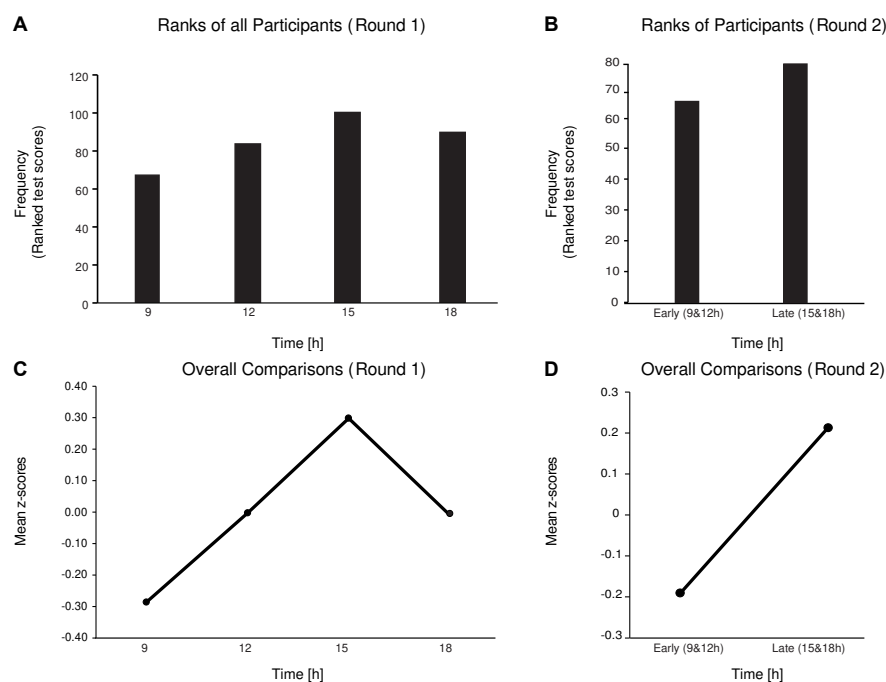 A
Ranks of all Participants (Round 1)
Frequency
(Ranked test scores)
120
100
80
60
40
20
0
9
12
15
18
Time [h]
B
Ranks of Participants (Round 2)
Frequency
(Ranked test scores)
80
70
60
80
50
40
30
20
10
0
Early (9&12h)
Late (15&18h)
Time [h]
C
Overall Comparisons (Round 1)
Mean z-scores
0.40
0.30
0.20
0.00
-0.10
-0.20
-0.30
-0.40
9
12
15
18
Time [h]
D
Overall Comparisons (Round 2)
Mean z-scores
0.3
0.2
0
-0.1
-0.2
-0.3
Early (9&12h)
Late (15&18h)
Time [h]